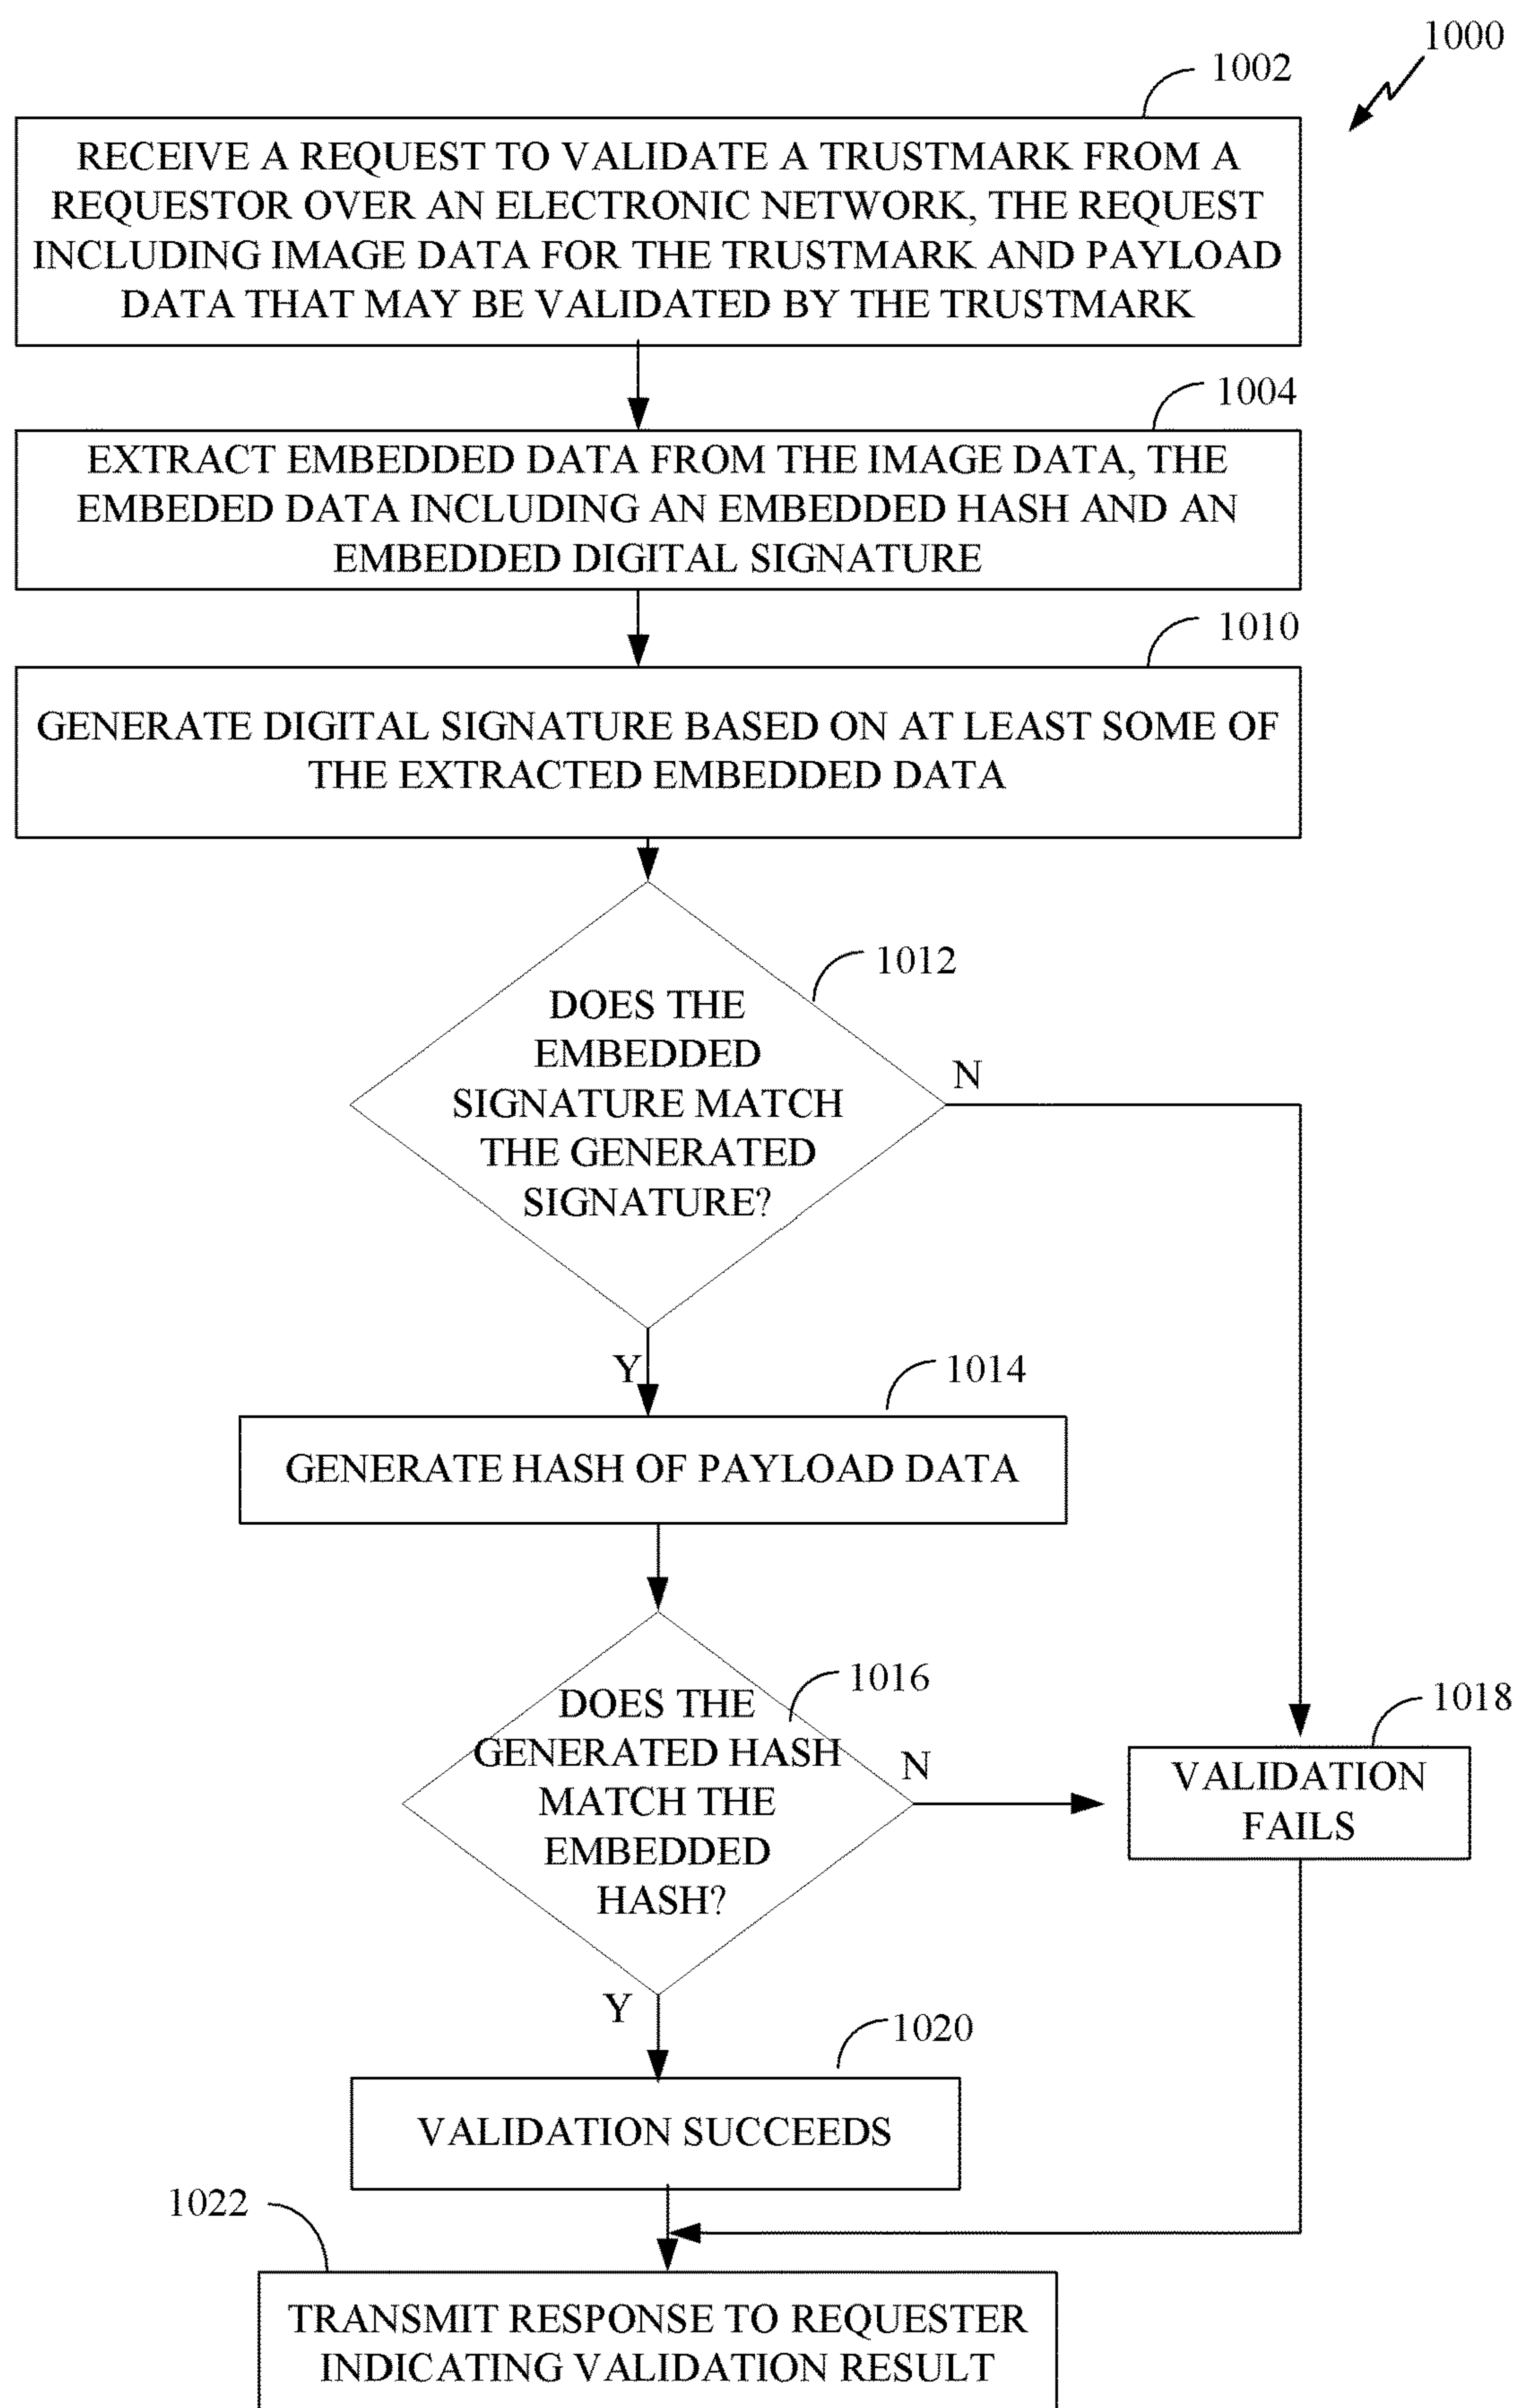 1000
1002
RECEIVE A REQUEST TO VALIDATE A TRUSTMARK FROM A
REQUESTOR OVER AN ELECTRONIC NETWORK, THE REQUEST
INCLUDING IMAGE DATA FOR THE TRUSTMARK AND PAYLOAD
DATA THAT MAY BE VALIDATED BY THE TRUSTMARK
1004
EXTRACT EMBEDDED DATA FROM THE IMAGE DATA, THE
EMBEDED DATA INCLUDING AN EMBEDDED HASH AND AN
EMBEDDED DIGITAL SIGNATURE
1010
GENERATE DIGITAL SIGNATURE BASED ON AT LEAST SOME OF
THE EXTRACTED EMBEDDED DATA
1012
DOES THE
EMBEDDED
SIGNATURE MATCH
THE GENERATED
SIGNATURE?
N
Y
1014
GENERATE HASH OF PAYLOAD DATA
1016
DOES THE
GENERATED HASH
MATCH THE
EMBEDDED
HASH?
N
1018
VALIDATION
FAILS
Y
1020
VALIDATION SUCCEEDS
1022
TRANSMIT RESPONSE TO REQUESTER
INDICATING VALIDATION RESULT